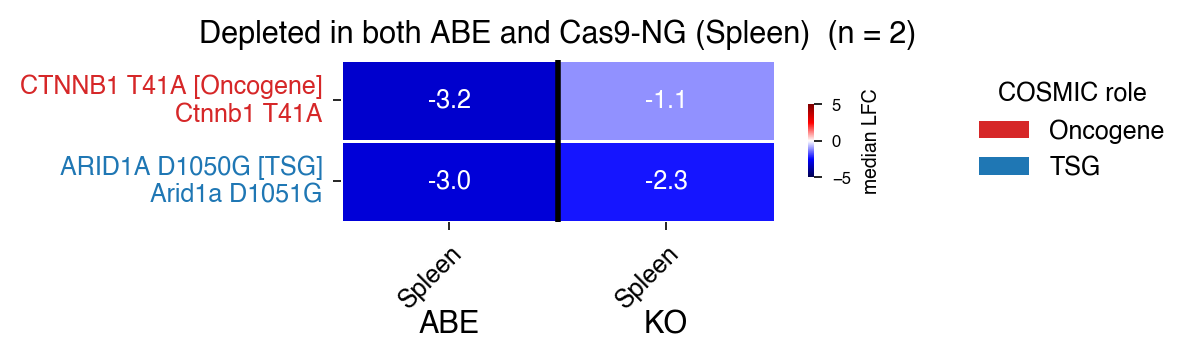 Depleted in both ABE and Cas9-NG (Spleen)  (n = 2)
CTNNB1 T41A [Oncogene]
Ctnnb1 T41A
ARID1A D1050G [TSG]
Arid1a D1051G
-3.2
-1.1
-3.0
-2.3
Spleen
Spleen
ABE
KO
5
0
−5
median LFC
COSMIC role
Oncogene
TSG